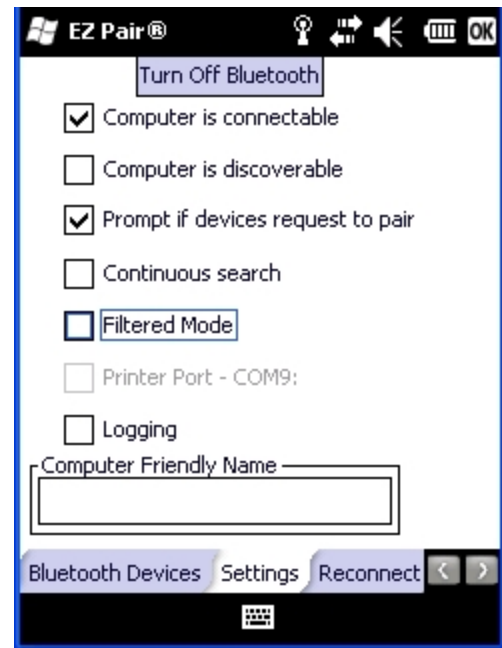 EZ Pair®
OK
Turn Off Bluetooth
Computer is connectable
Computer is discoverable
Prompt if devices request to pair
Continuous search
Filtered Mode
Printer Port - COM9:
Logging
Computer Friendly Name
Bluetooth Devices Settings Reconnect